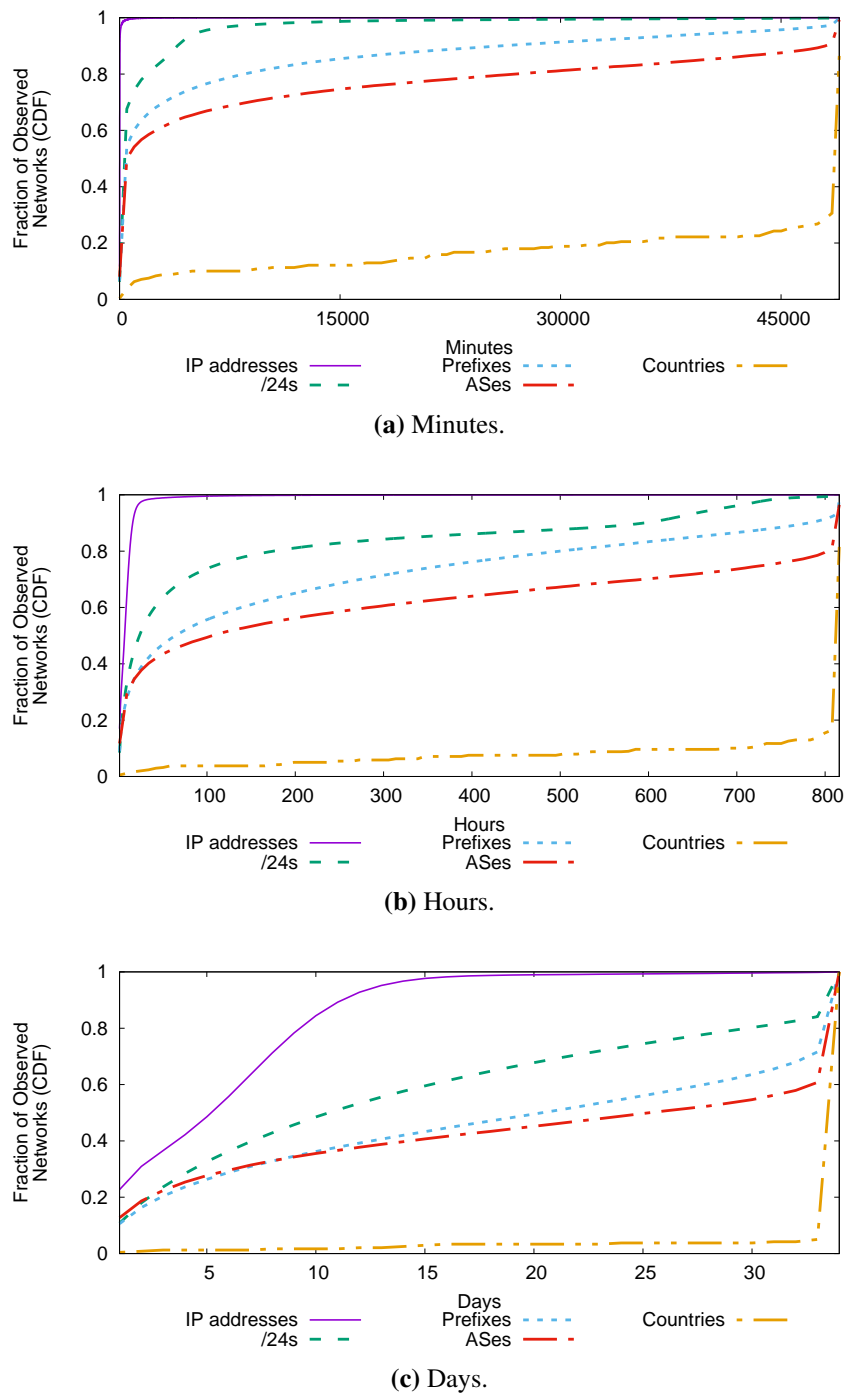 1
0.8
0.6
0.4
0.2
0
Fraction of Observed
Networks (CDF)
0 15000 30000 45000
Minutes
IP addresses Prefixes Countries
/24s ASes
(a) Minutes.
1
0.8
0.6
0.4
0.2
0
Fraction of Observed
Networks (CDF)
100 200 300 400 500 600 700 800
Hours
IP addresses Prefixes Countries
/24s ASes
(b) Hours.
1
0.8
0.6
0.4
0.2
0
Fraction of Observed
Networks (CDF)
5 10 15 20 25 30
Days
IP addresses Prefixes Countries
/24s ASes
(c) Days.